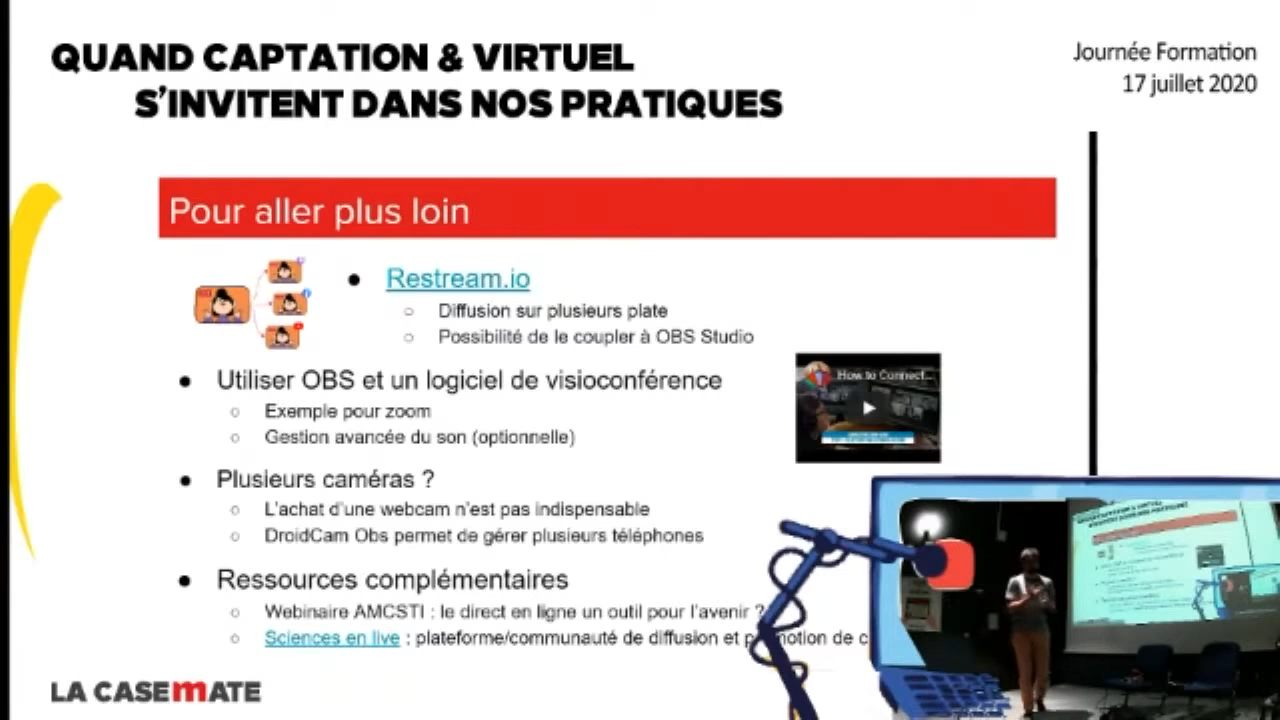 QUAND CAPTATION & VIRTUEL
S'INVITENT DANS NOS PRATIQUES
Journée Formation
17 juillet 2020
Pour aller plus loin
Restream.io
Diffusion sur plusieurs plate
Possibilité de le coupler à OBS Studio
Utiliser OBS et un logiciel de visioconférence
Exemple pour zoom
Gestion avancée du son (optionnelle)
How to Connect...
Plusieurs caméras ?
L'achat d'une webcam n'est pas indispensable
DroidCam Obs permet de gérer plusieurs téléphones
Ressources complémentaires
Webinaire AMCSTI : le direct en ligne un outil pour l'avenir ?
Sciences en live : plateforme/communauté de diffusion et de
LA CASEMATE